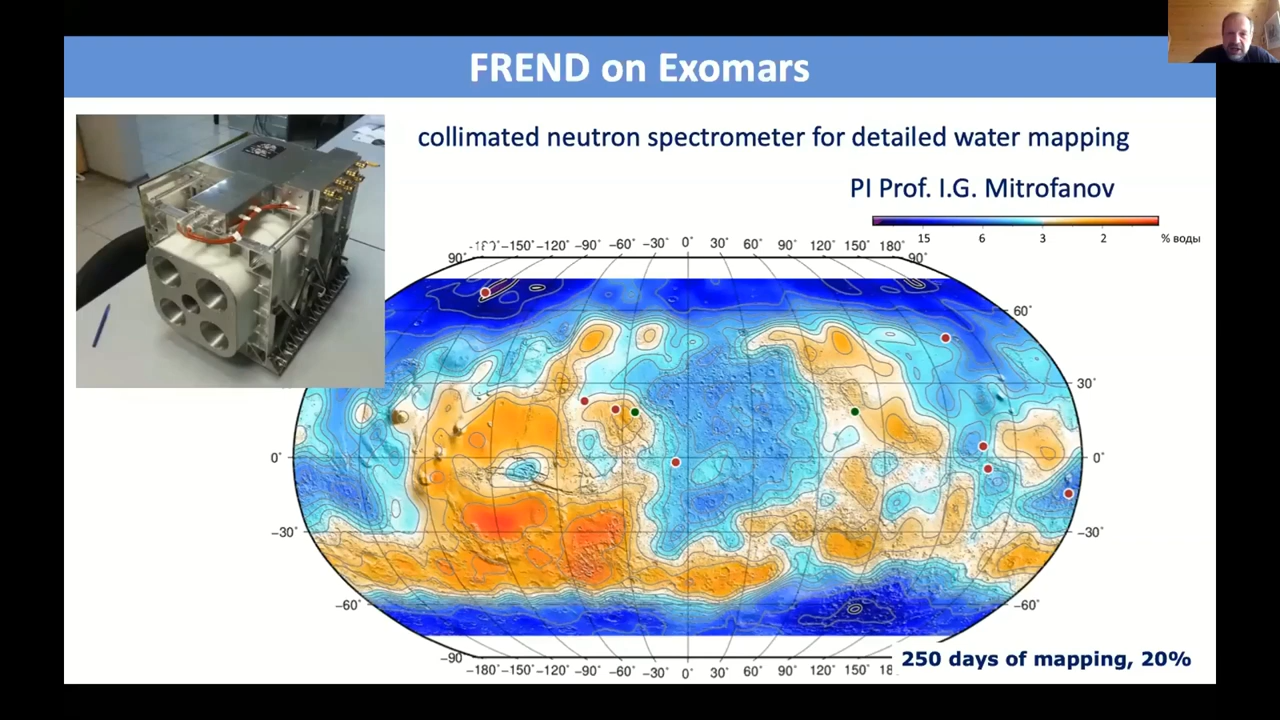 FREND on Exomars
collimated neutron spectrometer for detailed water mapping
PI Prof. I.G. Mitrofanov
15 6 3 2 % воды
-180˚ -150˚ -120˚ -90˚ -60˚ -30˚ 0˚ 30˚ 60˚ 90˚ 120˚ 150˚ 180˚
90˚ 90˚
60˚
30˚
0˚ 0˚
-30˚ -30˚
-60˚ -60˚
-90
-180˚ -150˚ -120˚ -90˚ -60˚ -30˚ 0˚ 30˚ 60˚ 90˚ 120˚ 150˚ 18
250 days of mapping, 20%